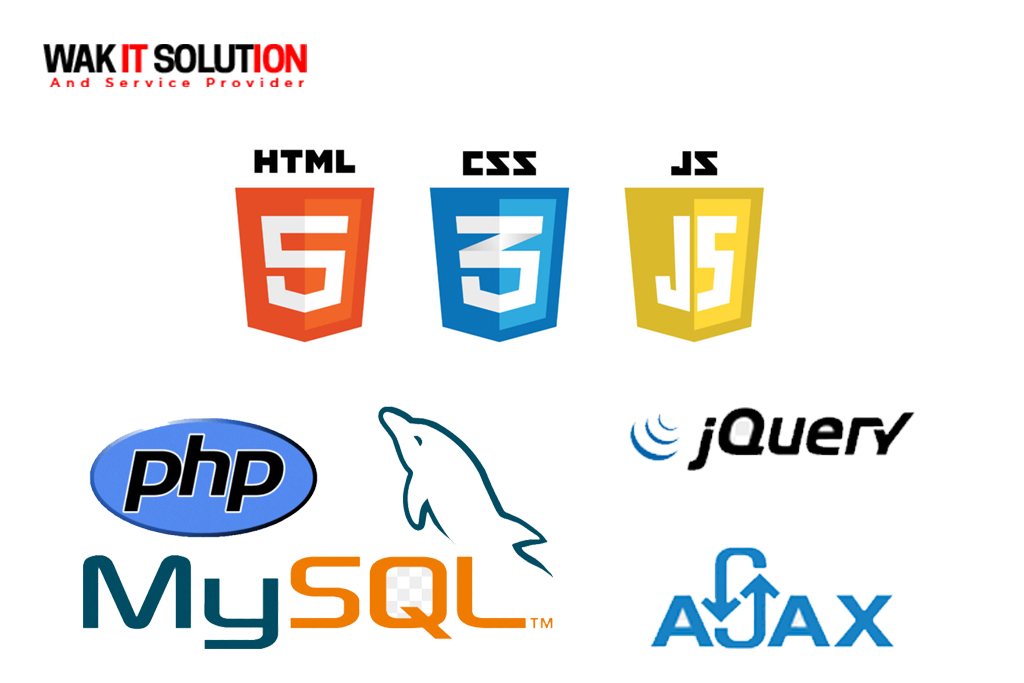 WAK IT SOLUTION
And Service Provider
HTML
CSS
JS
5
3
JS
php
jQuery
MySQL™
AJAX